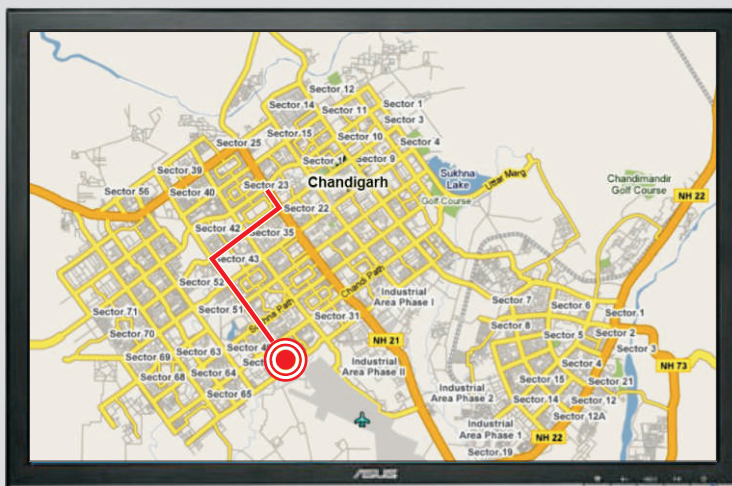 Sector 12
Sector 14
Sector 1
Sector 11
Sector 3
Sector 15
Sector 10
Sector 4
Sector 25
Sector 9
Sector 39
Sector 56
Sector 40
Sector 23
Chandigarh
Sukhna
Lake
Uttar Marg
Golf Course
Chandimandir
Golf Course
NH 22
Sector 22
Sector 42
Sector 35
Sector 43
Sector 52
Chandi Path
Sukhna Path
Industrial
Area Phase I
Sector 51
Sector 31
Sector 71
Sector 70
Sector 63
Sector 69
Sector 64
Sector 68
Sector 65
NH 21
Industrial
Area Phase II
Sector 7
Sector 6
Sector 1
Sector 8
Sector 5
Sector 2
Sector 3
Sector 4
NH 73
Sector 15
Sector 21
Industrial
Area Phase 2
Sector 14
Sector 12
Sector 12A
Industrial
Area Phase 1
NH 22
Sector 19
ASUS